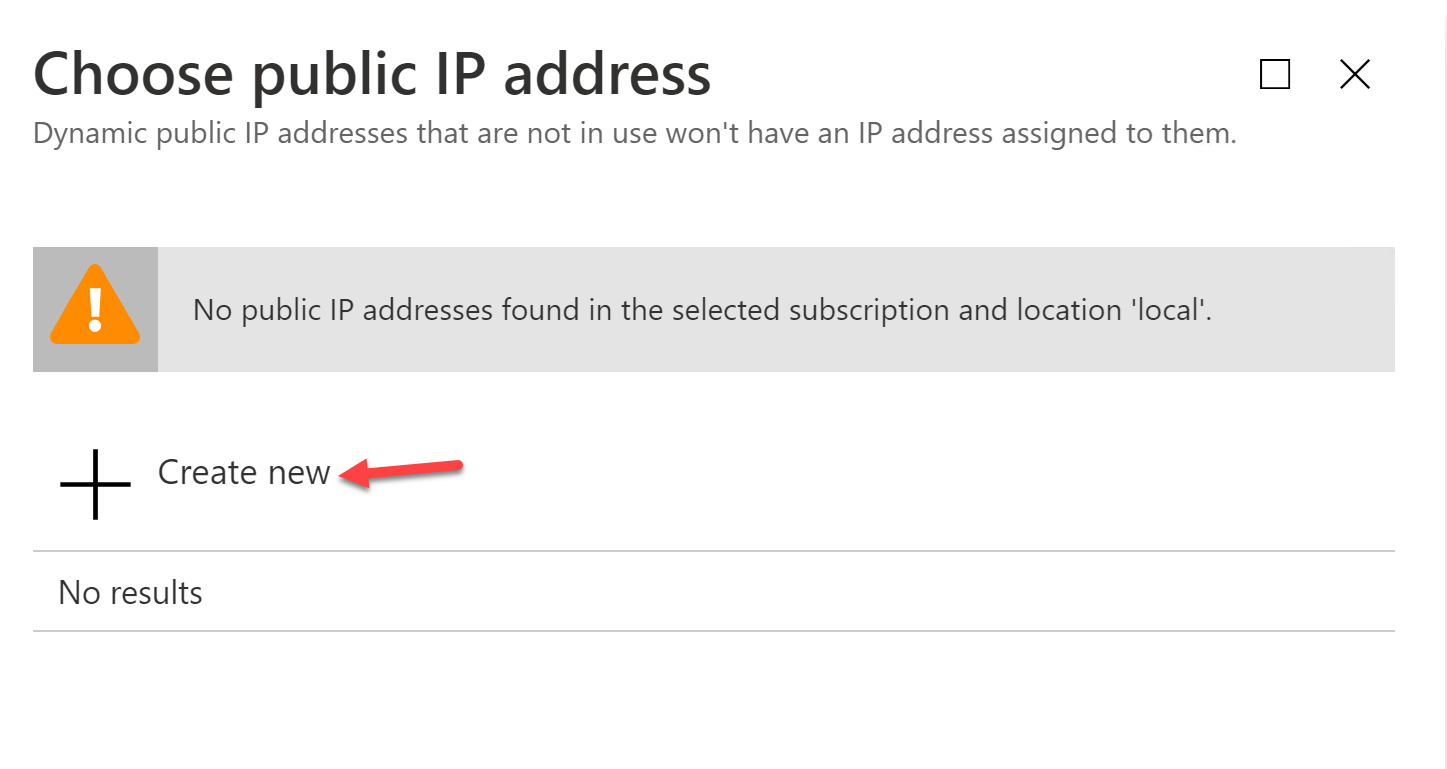 Choose public IP address
Dynamic public IP addresses that are not in use won't have an IP address assigned to them.
No public IP addresses found in the selected subscription and location 'local'.
Create new
No results